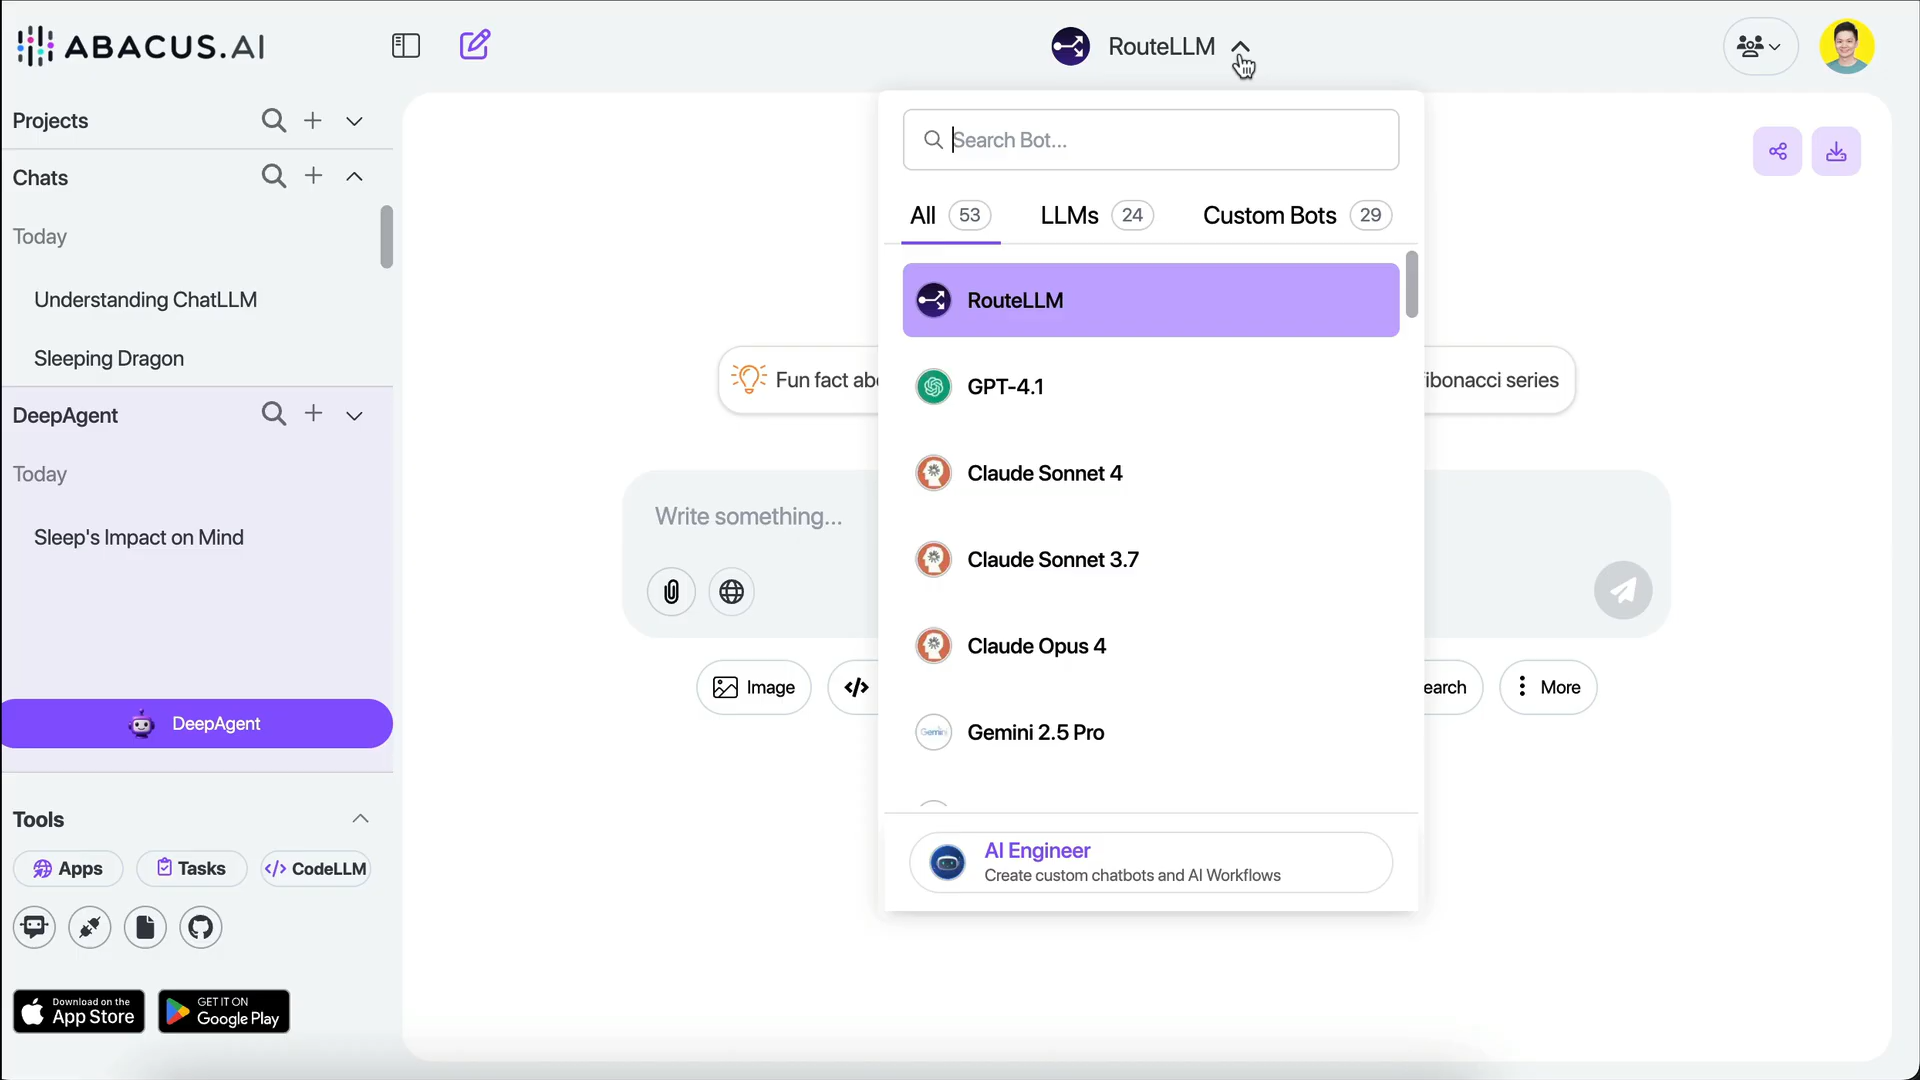 ABACUS.AI
RouteLLM
Projects
Chats
Today
Understanding ChatLLM
Sleeping Dragon
DeepAgent
Today
Sleep's Impact on Mind
DeepAgent
Tools
Apps
Tasks
</> CodeLLM
Download on the
App Store
GET IT ON
Google Play
Search Bot...
All 53
LLMs 24
Custom Bots 29
RouteLLM
GPT-4.1
Claude Sonnet 4
Claude Sonnet 3.7
Claude Opus 4
Gemini
Gemini 2.5 Pro
AI Engineer
Create custom chatbots and AI Workflows
Fun fact abo
ibonacci series
Write something...
Image
</>
earch
More